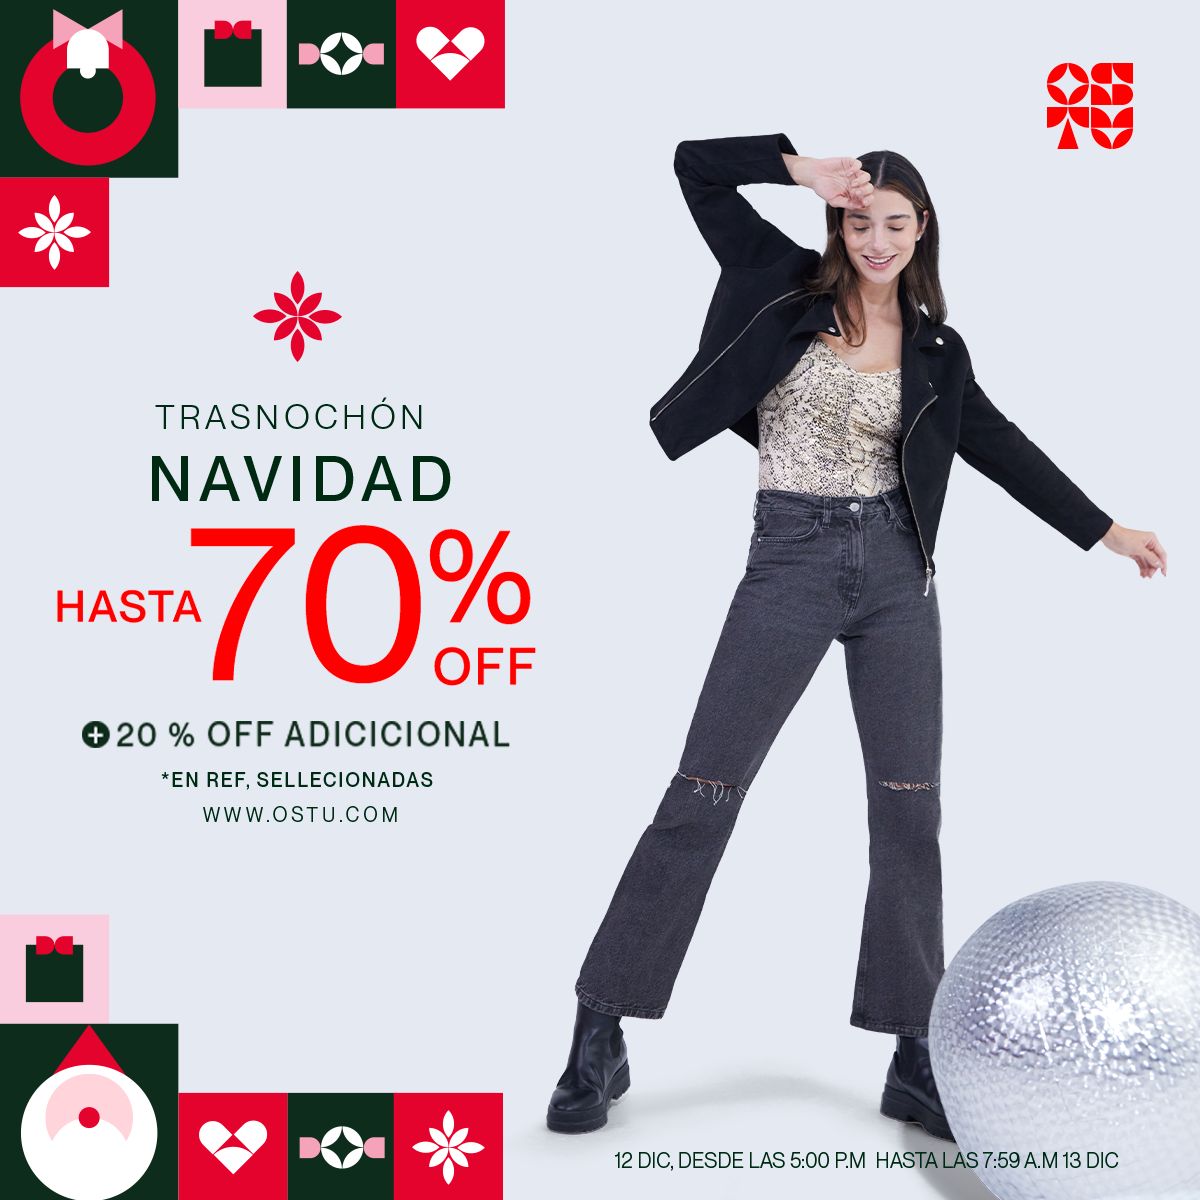 OSTU
TRASNOCHÓN
NAVIDAD
HASTA 70% OFF
+ 20 % OFF ADICICIONAL
*EN REF, SELLECIONADAS
WWW.OSTU.COM
12 DIC, DESDE LAS 5:00 P.M HASTA LAS 7:59 A.M 13 DIC